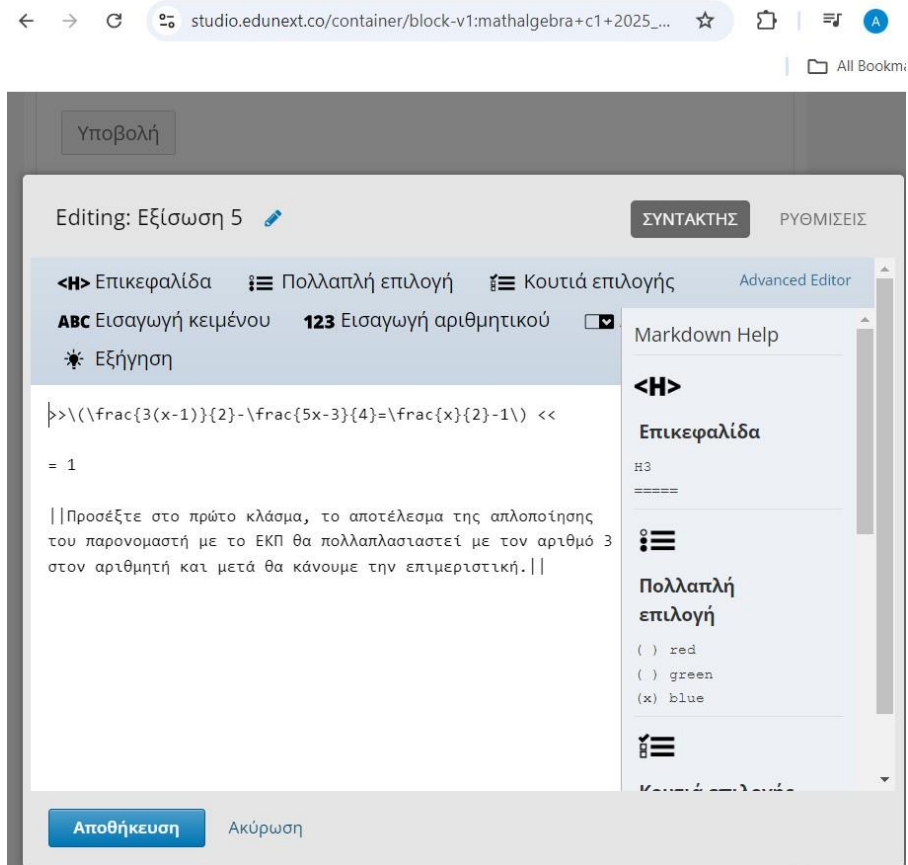 studio.edunext.co/container/block-v1:mathalgebra+c1+2025_...
A
All Bookma
Υποβολή
Editing: Εξίσωση 5
ΣΥΝΤΑΚΤΗΣ
ΡΥΘΜΙΣΕΙΣ
<H> Επικεφαλίδα
Πολλαπλή επιλογή
Κουτιά επιλογής
Advanced Editor
ABC Εισαγωγή κειμένου
123 Εισαγωγή αριθμητικού
Εξήγηση
>>\(\frac{3(x-1)}{2}-\frac{5x-3}{4}=\frac{x}{2}-1\) <<
= 1
||Προσέξτε στο πρώτο κλάσμα, το αποτέλεσμα της απλοποίησης
του παρονομαστή με το ΕΚΠ θα πολλαπλασιαστεί με τον αριθμό 3
στον αριθμητή και μετά θα κάνουμε την επιμεριστική.||
Markdown Help
<H>
Επικεφαλίδα
H3
=====
Πολλαπλή
επιλογή
( ) red
( ) green
(x) blue
Αποθήκευση
Ακύρωση